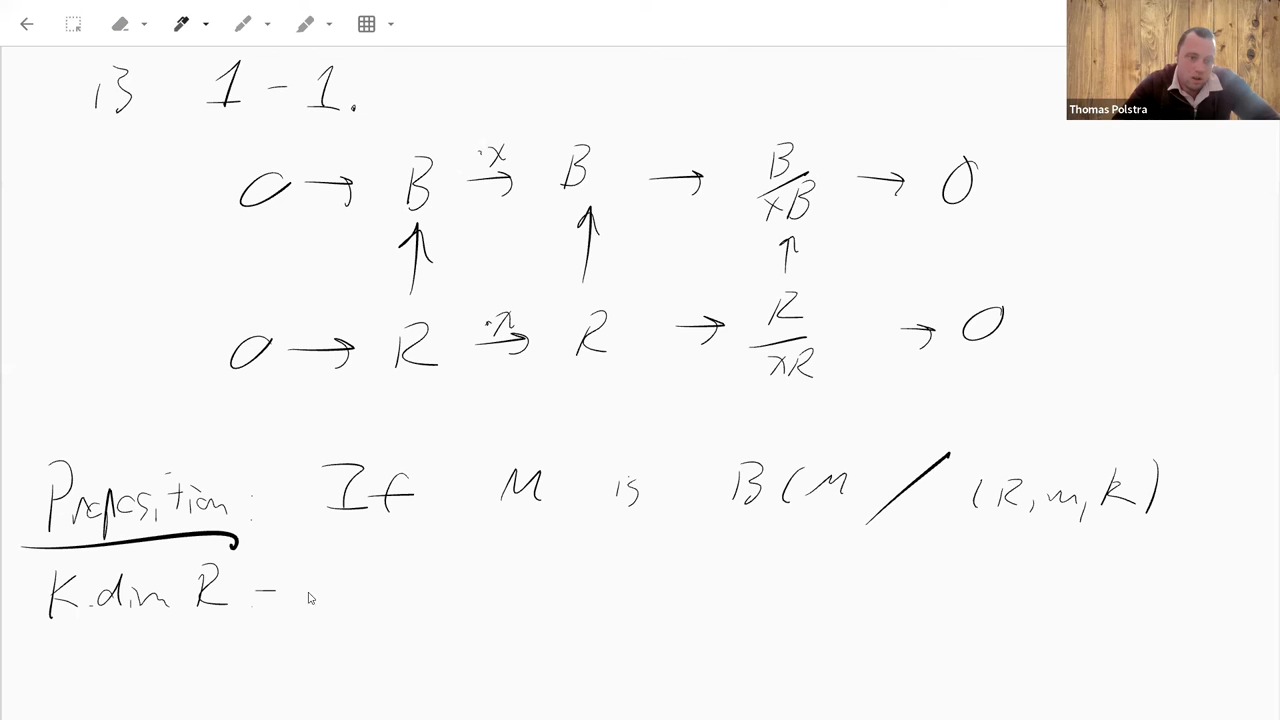 is 1-1.
Thomas Polstra
0 → B →·x B → B/xB → 0
↑ ↑ ↑
0 → R →·x R → R/xR → 0
Proposition: If M is BCM / (R, m, k)
K.dim R =